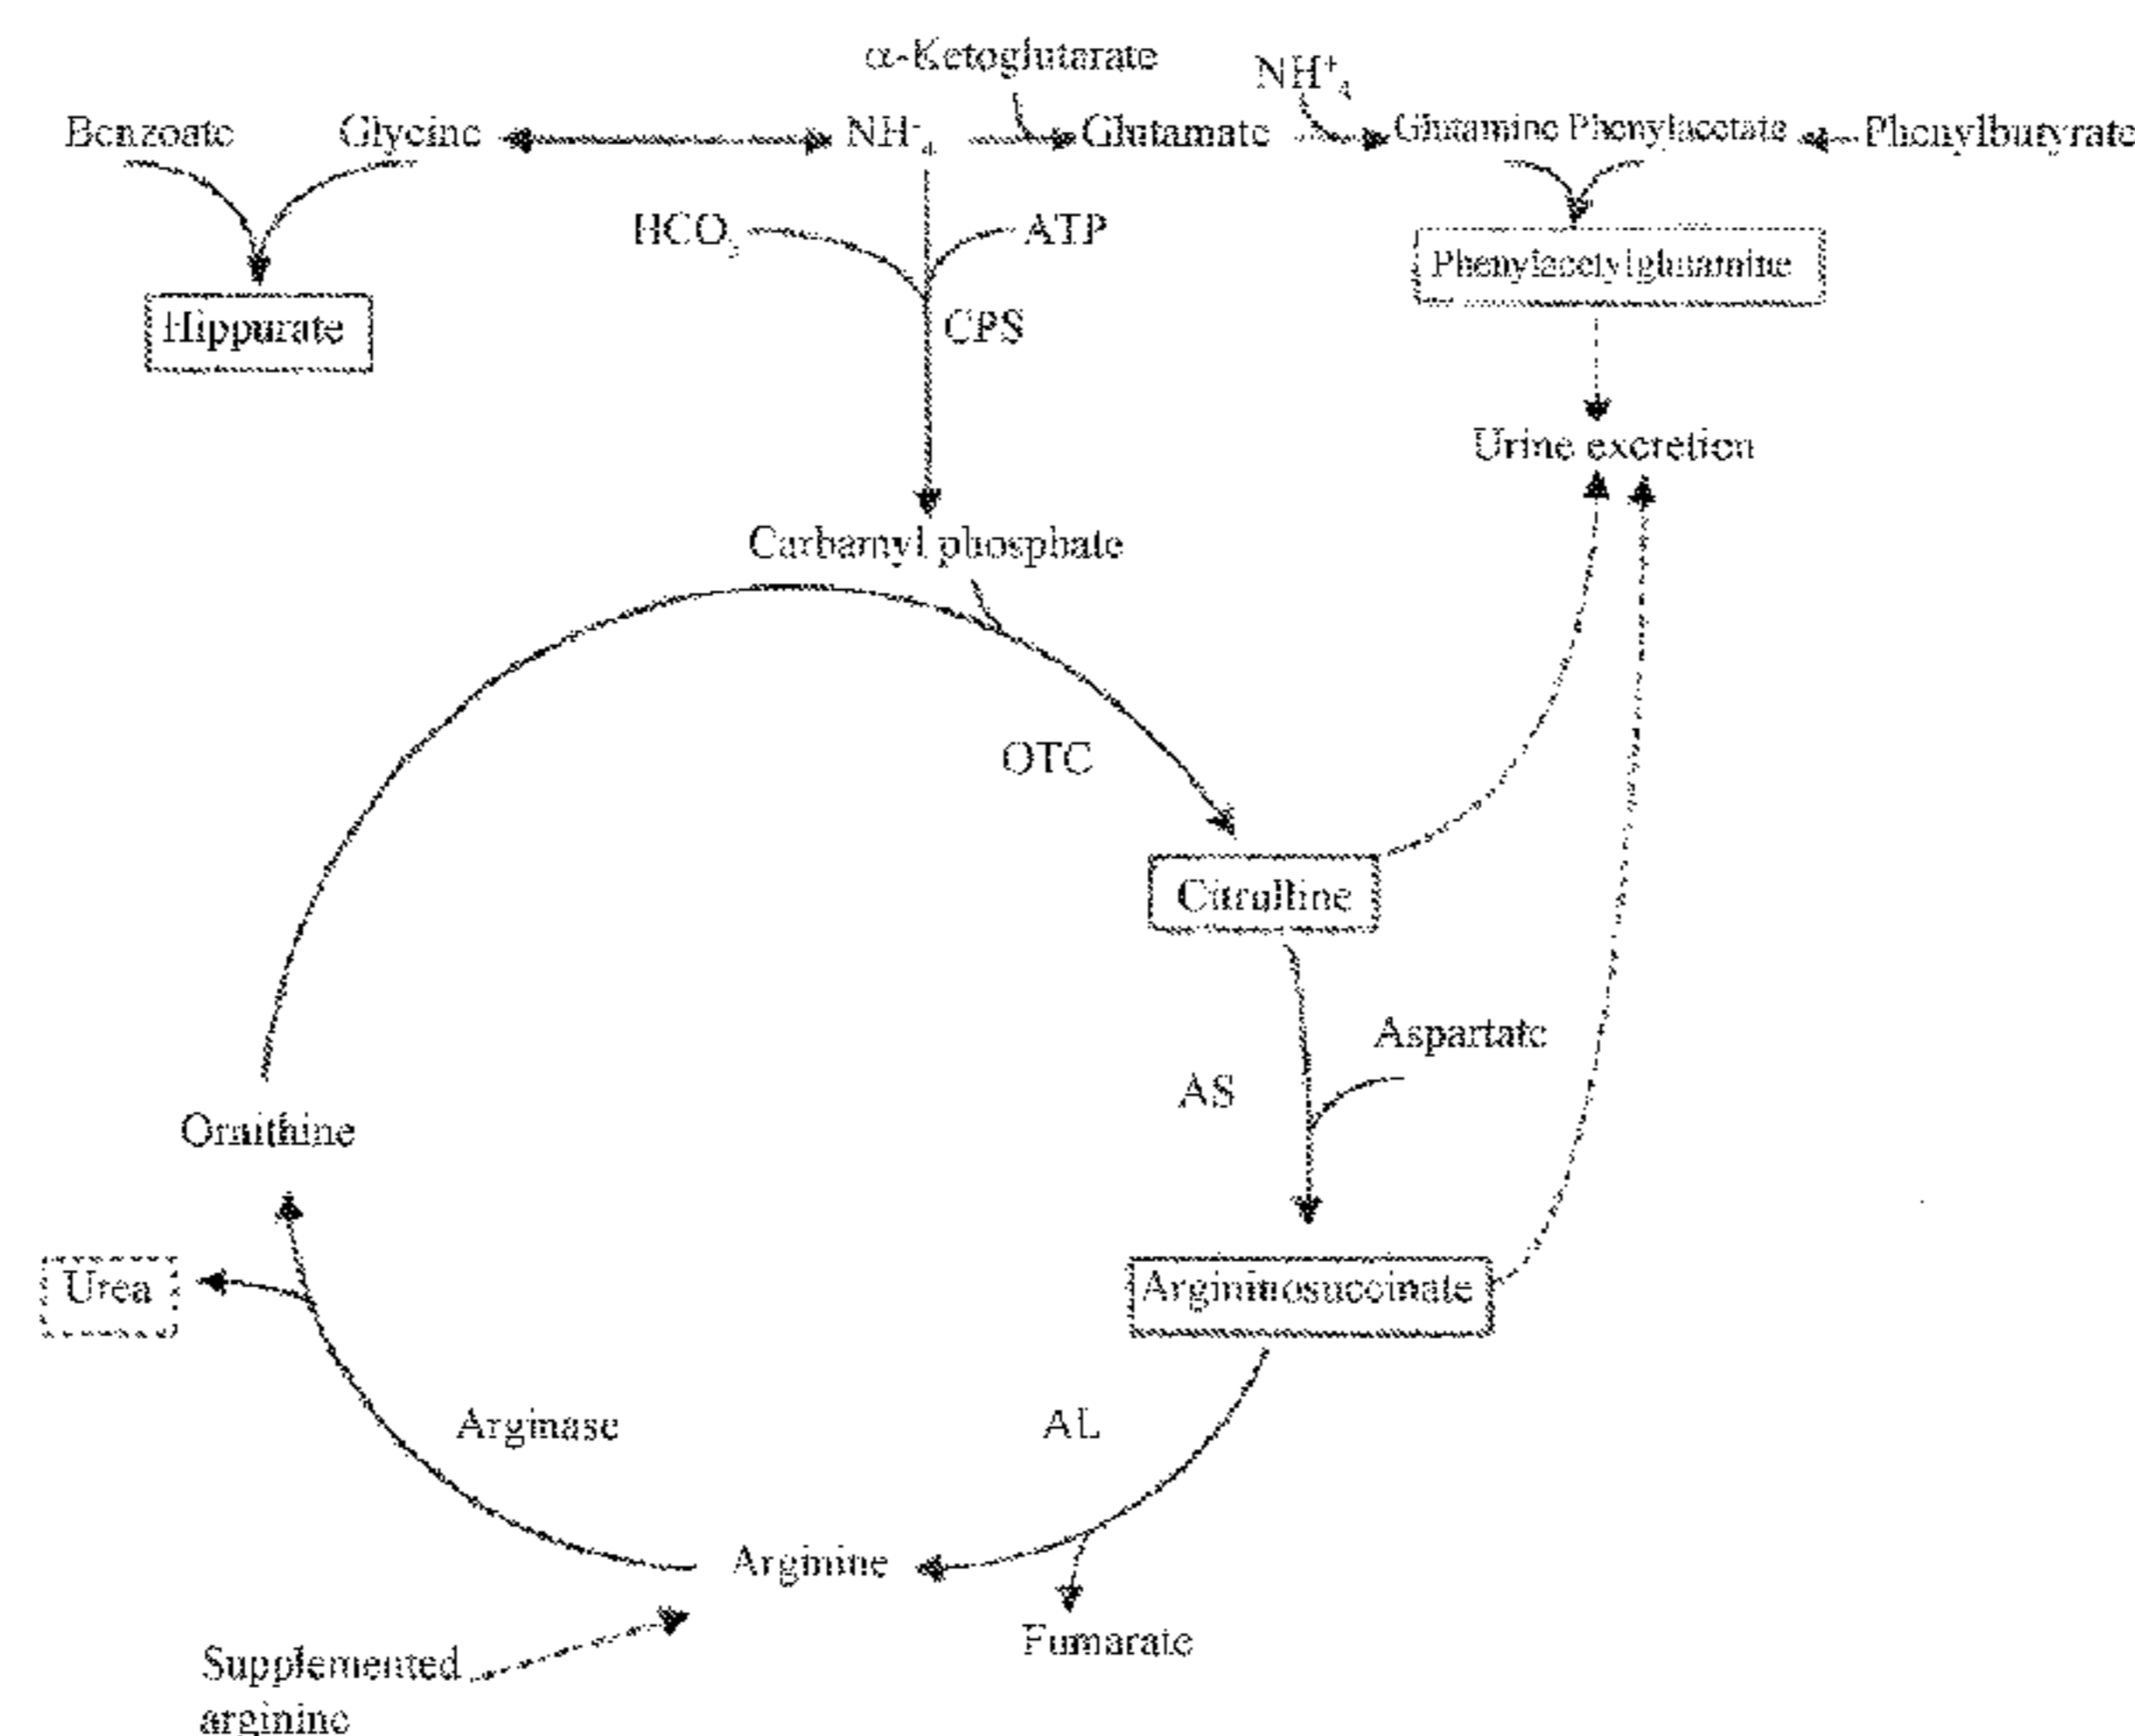 α-Ketoglutarate
NH⁺₄
Benzoate Glycine NH⁺₄ Glutamate Glutamine Phenylacetate Phenylbutyrate
HCO₃ ATP
Phenylacetylglutamine
Hippurate CPS
Urine excretion
Carbamyl phosphate
OTC
Citrulline
Aspartate
AS
Ornithine
Urea Argininosuccinate
Arginase AL
Arginine
Fumarate
Supplemented
arginine